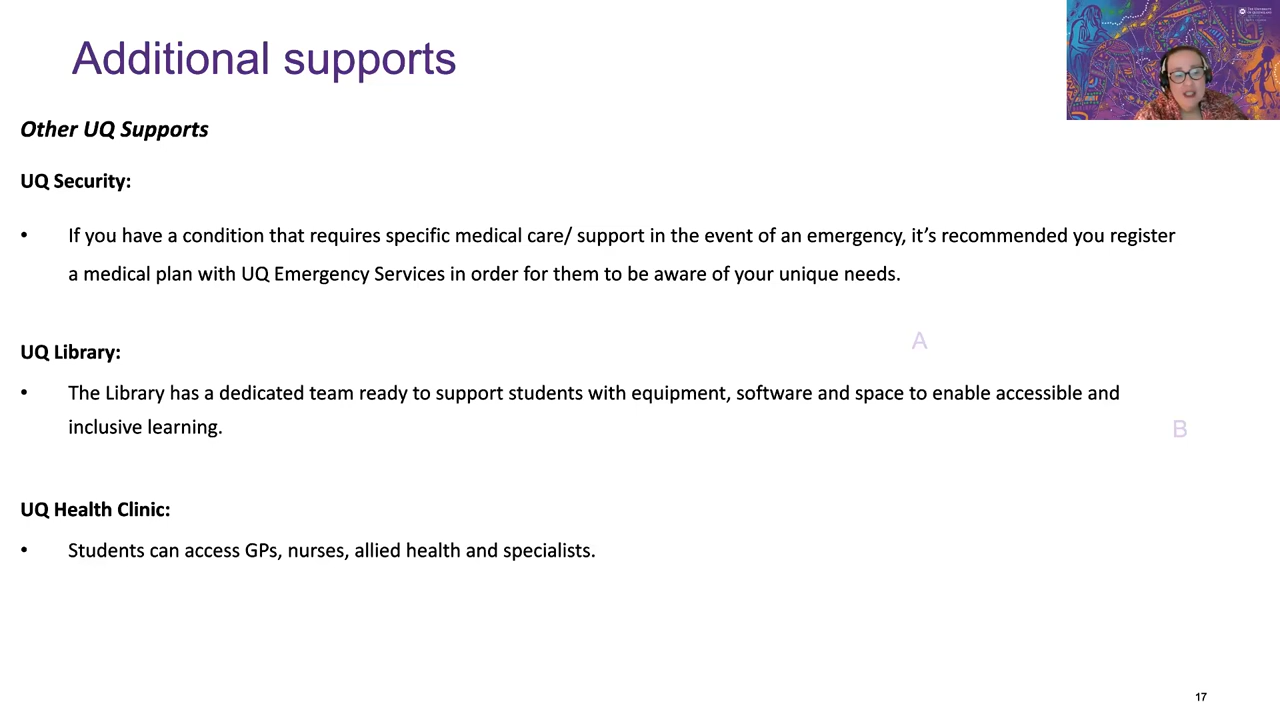 Additional supports
THE UNIVERSITY
OF QUEENSLAND
Other UQ Supports
UQ Security:
• If you have a condition that requires specific medical care/ support in the event of an emergency, it’s recommended you register
a medical plan with UQ Emergency Services in order for them to be aware of your unique needs.
A
UQ Library:
• The Library has a dedicated team ready to support students with equipment, software and space to enable accessible and
inclusive learning.
B
UQ Health Clinic:
• Students can access GPs, nurses, allied health and specialists.
17